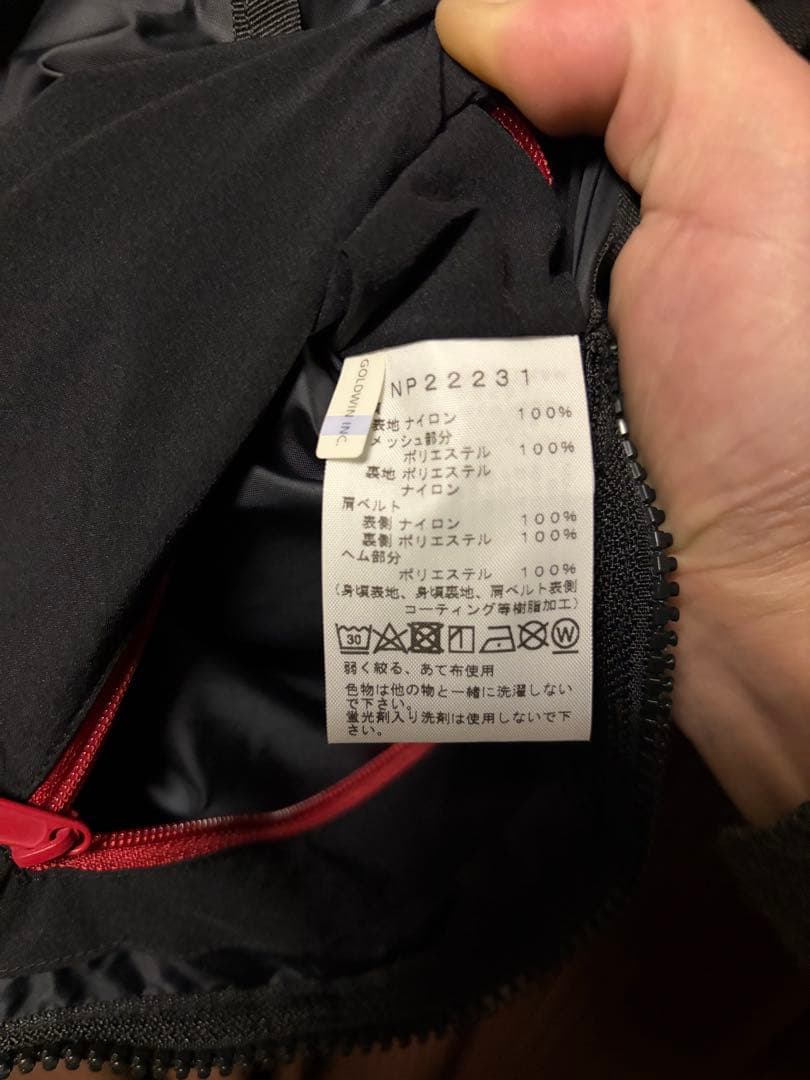 GOLDWIN INC.
NP22231
表地 ナイロン 100%
メッシュ部分
ポリエステル 100%
裏地 ポリエステル
ナイロン
肩ベルト
表側 ナイロン 100%
裏側 ポリエステル 100%
ヘム部分
ポリエステル 100%
(身頃表地、身頃裏地、肩ベルト表側
コーティング等樹脂加工)
30 W
弱く絞る、あて布使用
色物は他の物と一緒に洗濯しない
で下さい。
蛍光剤入り洗剤は使用しないで下
さい。